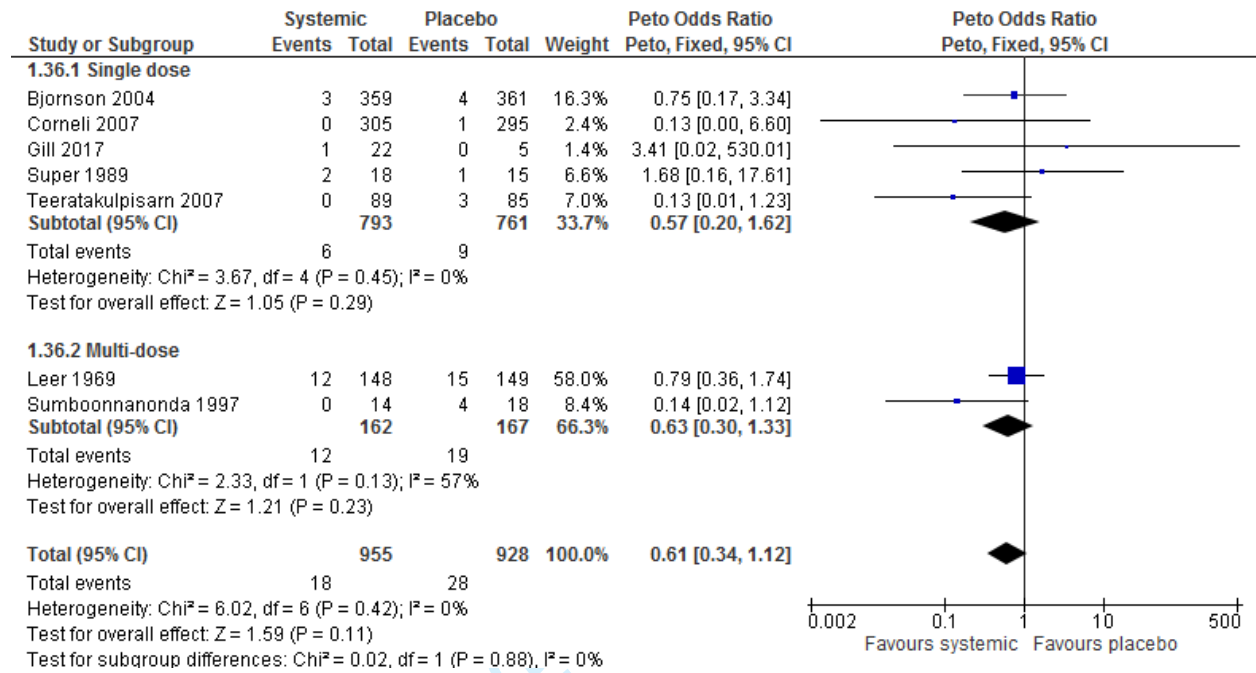 Systemic Placebo Peto Odds Ratio Peto Odds Ratio
Study or Subgroup Events Total Events Total Weight Peto, Fixed, 95% CI Peto, Fixed, 95% CI
1.36.1 Single dose
Bjornson 2004 3 359 4 361 16.3% 0.75 [0.17, 3.34]
Corneli 2007 0 305 1 295 2.4% 0.13 [0.00, 6.60]
Gill 2017 1 22 0 5 1.4% 3.41 [0.02, 530.01]
Super 1989 2 18 1 15 6.6% 1.68 [0.16, 17.61]
Teeratakulpisarn 2007 0 89 3 85 7.0% 0.13 [0.01, 1.23]
Subtotal (95% CI) 793 761 33.7% 0.57 [0.20, 1.62]
Total events 6 9
Heterogeneity: Chi² = 3.67, df = 4 (P = 0.45); I² = 0%
Test for overall effect: Z = 1.05 (P = 0.29)
1.36.2 Multi-dose
Leer 1969 12 148 15 149 58.0% 0.79 [0.36, 1.74]
Sumboonnanonda 1997 0 14 4 18 8.4% 0.14 [0.02, 1.12]
Subtotal (95% CI) 162 167 66.3% 0.63 [0.30, 1.33]
Total events 12 19
Heterogeneity: Chi² = 2.33, df = 1 (P = 0.13); I² = 57%
Test for overall effect: Z = 1.21 (P = 0.23)
Total (95% CI) 955 928 100.0% 0.61 [0.34, 1.12]
Total events 18 28
Heterogeneity: Chi² = 6.02, df = 6 (P = 0.42); I² = 0%
Test for overall effect: Z = 1.59 (P = 0.11)
Test for subgroup differences: Chi² = 0.02, df = 1 (P = 0.88), I² = 0%
0.002 0.1 1 10 500
Favours systemic Favours placebo